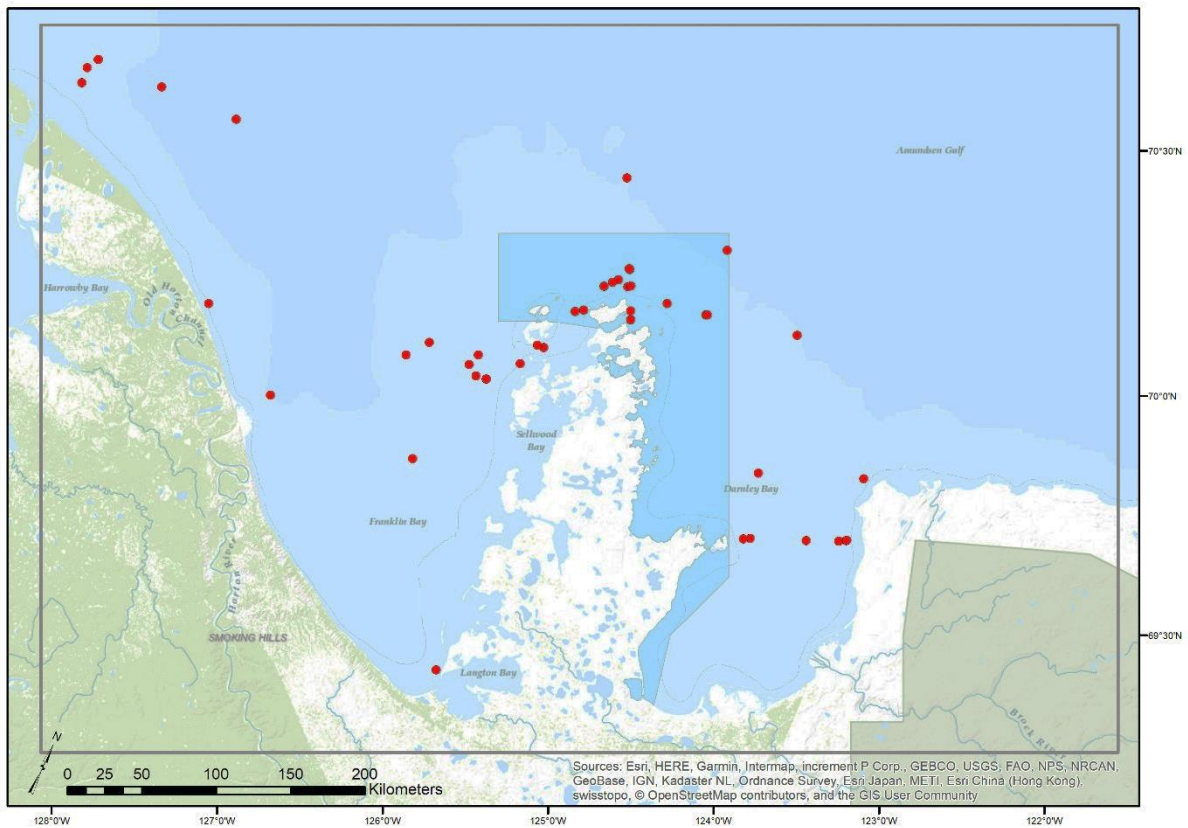 Amundsen Gulf
70°30'N
Harrowby Bay
Old Horton
Channel
70°0'N
Sellwood
Bay
Darnley Bay
Franklin Bay
Horton River
SMOKING HILLS
69°30'N
Langton Bay
Brock River
N
0 25 50 100 150 200
Kilometers
Sources: Esri, HERE, Garmin, Intermap, increment P Corp., GEBCO, USGS, FAO, NPS, NRCAN,
GeoBase, IGN, Kadaster NL, Ordnance Survey, Esri Japan, METI, Esri China (Hong Kong),
swisstopo, © OpenStreetMap contributors, and the GIS User Community
128°0'W 127°0'W 126°0'W 125°0'W 124°0'W 123°0'W 122°0'W